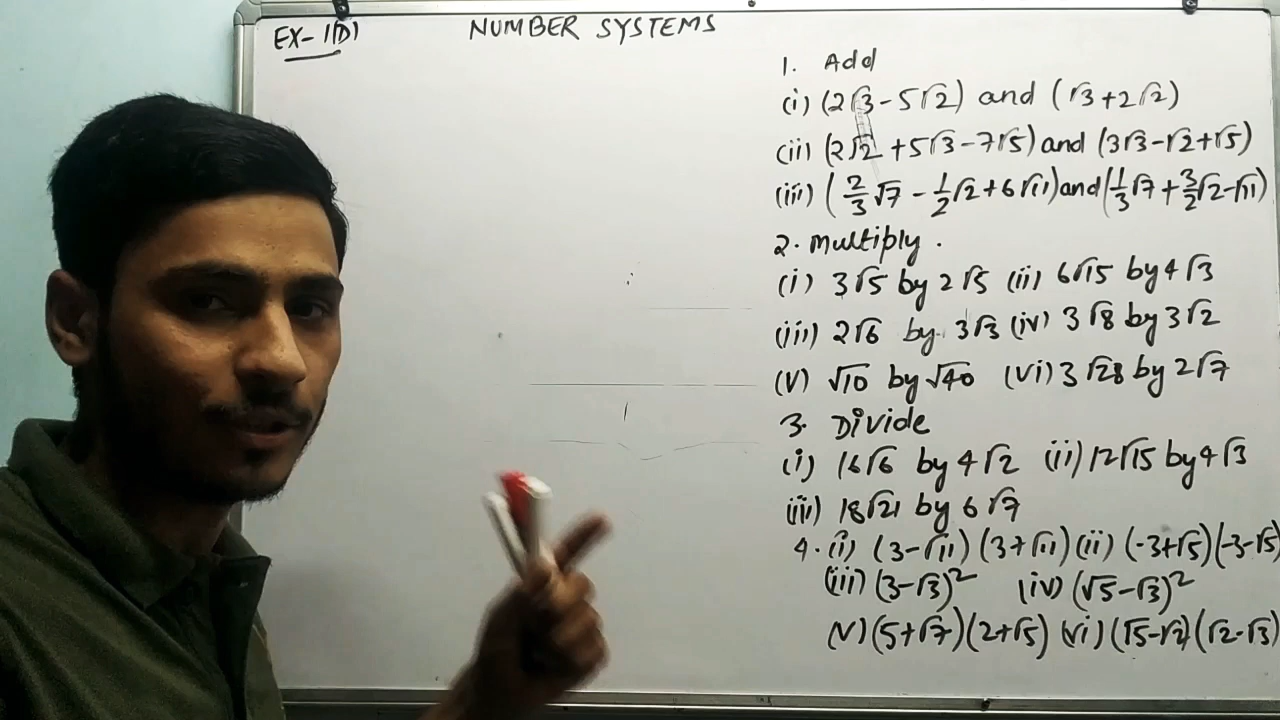 EX-1(D)
NUMBER SYSTEMS
1. Add
(i) (2√3-5√2) and (√3+2√2)
(ii) (2√2+5√3-7√5) and (3√3-√2+√5)
(iii) (2/3√7-1/2√2+6√11) and (1/3√7+3/2√2-√11)
2. Multiply.
(i) 3√5 by 2√5 (ii) 6√15 by 4√3
(iii) 2√6 by 3√3 (iv) 3√8 by 3√2
(v) √10 by √40 (vi) 3√28 by 2√7
3. Divide
(i) 16√6 by 4√2 (ii) 12√15 by 4√3
(iii) 18√21 by 6√7
4. (i) (3-√11)(3+√11) (ii) (-3+√5)(-3-√5)
(iii) (3-√3)² (iv) (√5-√3)²
(v) (5+√7)(2+√5) (vi) (√5-√2)(√2-√3)